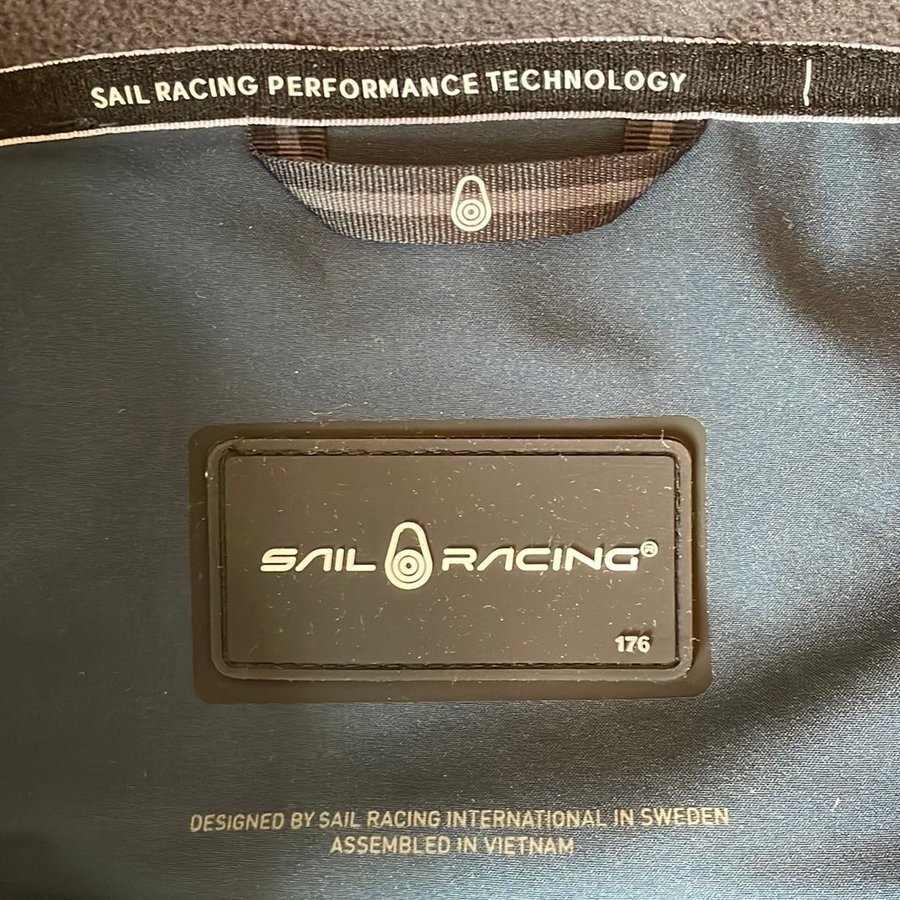 SAIL RACING PERFORMANCE TECHNOLOGY
SAIL RACING®
176
DESIGNED BY SAIL RACING INTERNATIONAL IN SWEDEN
ASSEMBLED IN VIETNAM